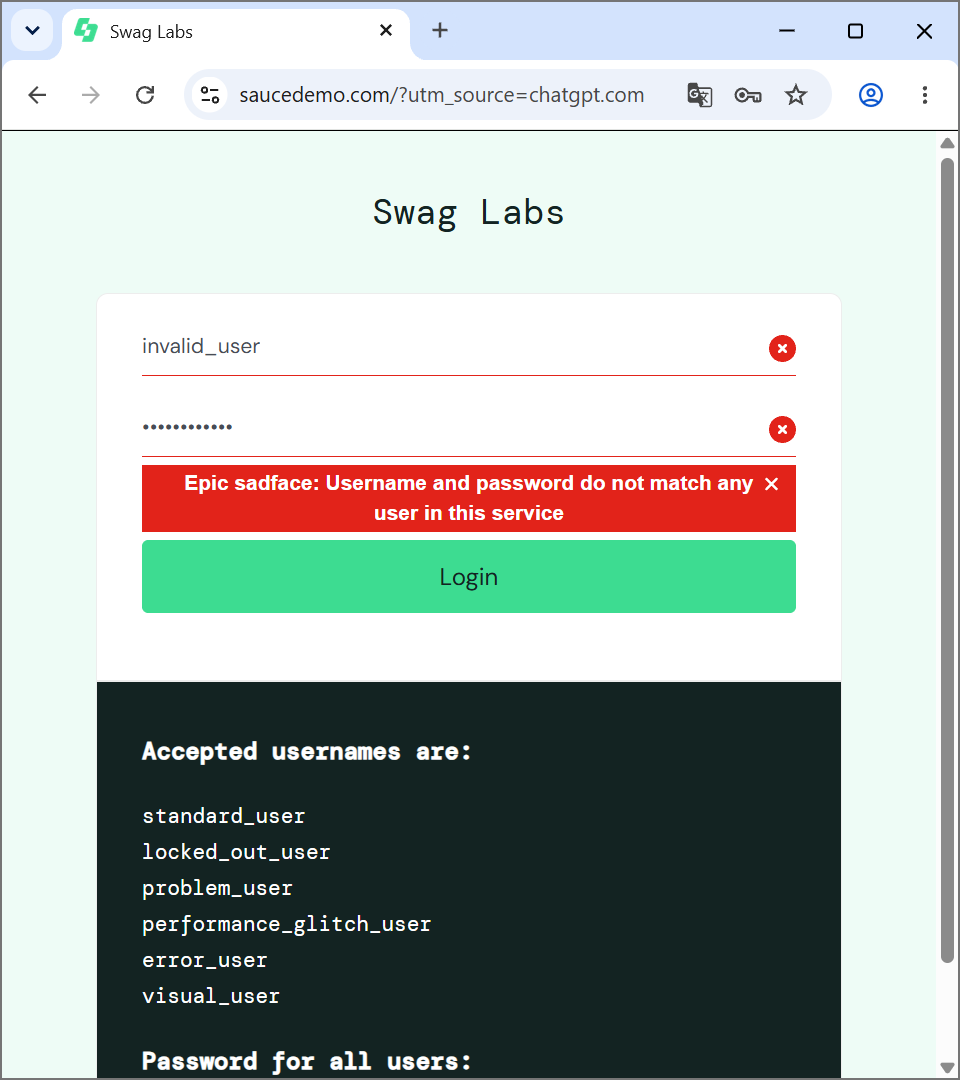 Swag Labs
saucedemo.com/?utm_source=chatgpt.com
Swag Labs
invalid_user
••••••••••••
Epic sadface: Username and password do not match any
user in this service
Login
Accepted usernames are:
standard_user
locked_out_user
problem_user
performance_glitch_user
error_user
visual_user
Password for all users: